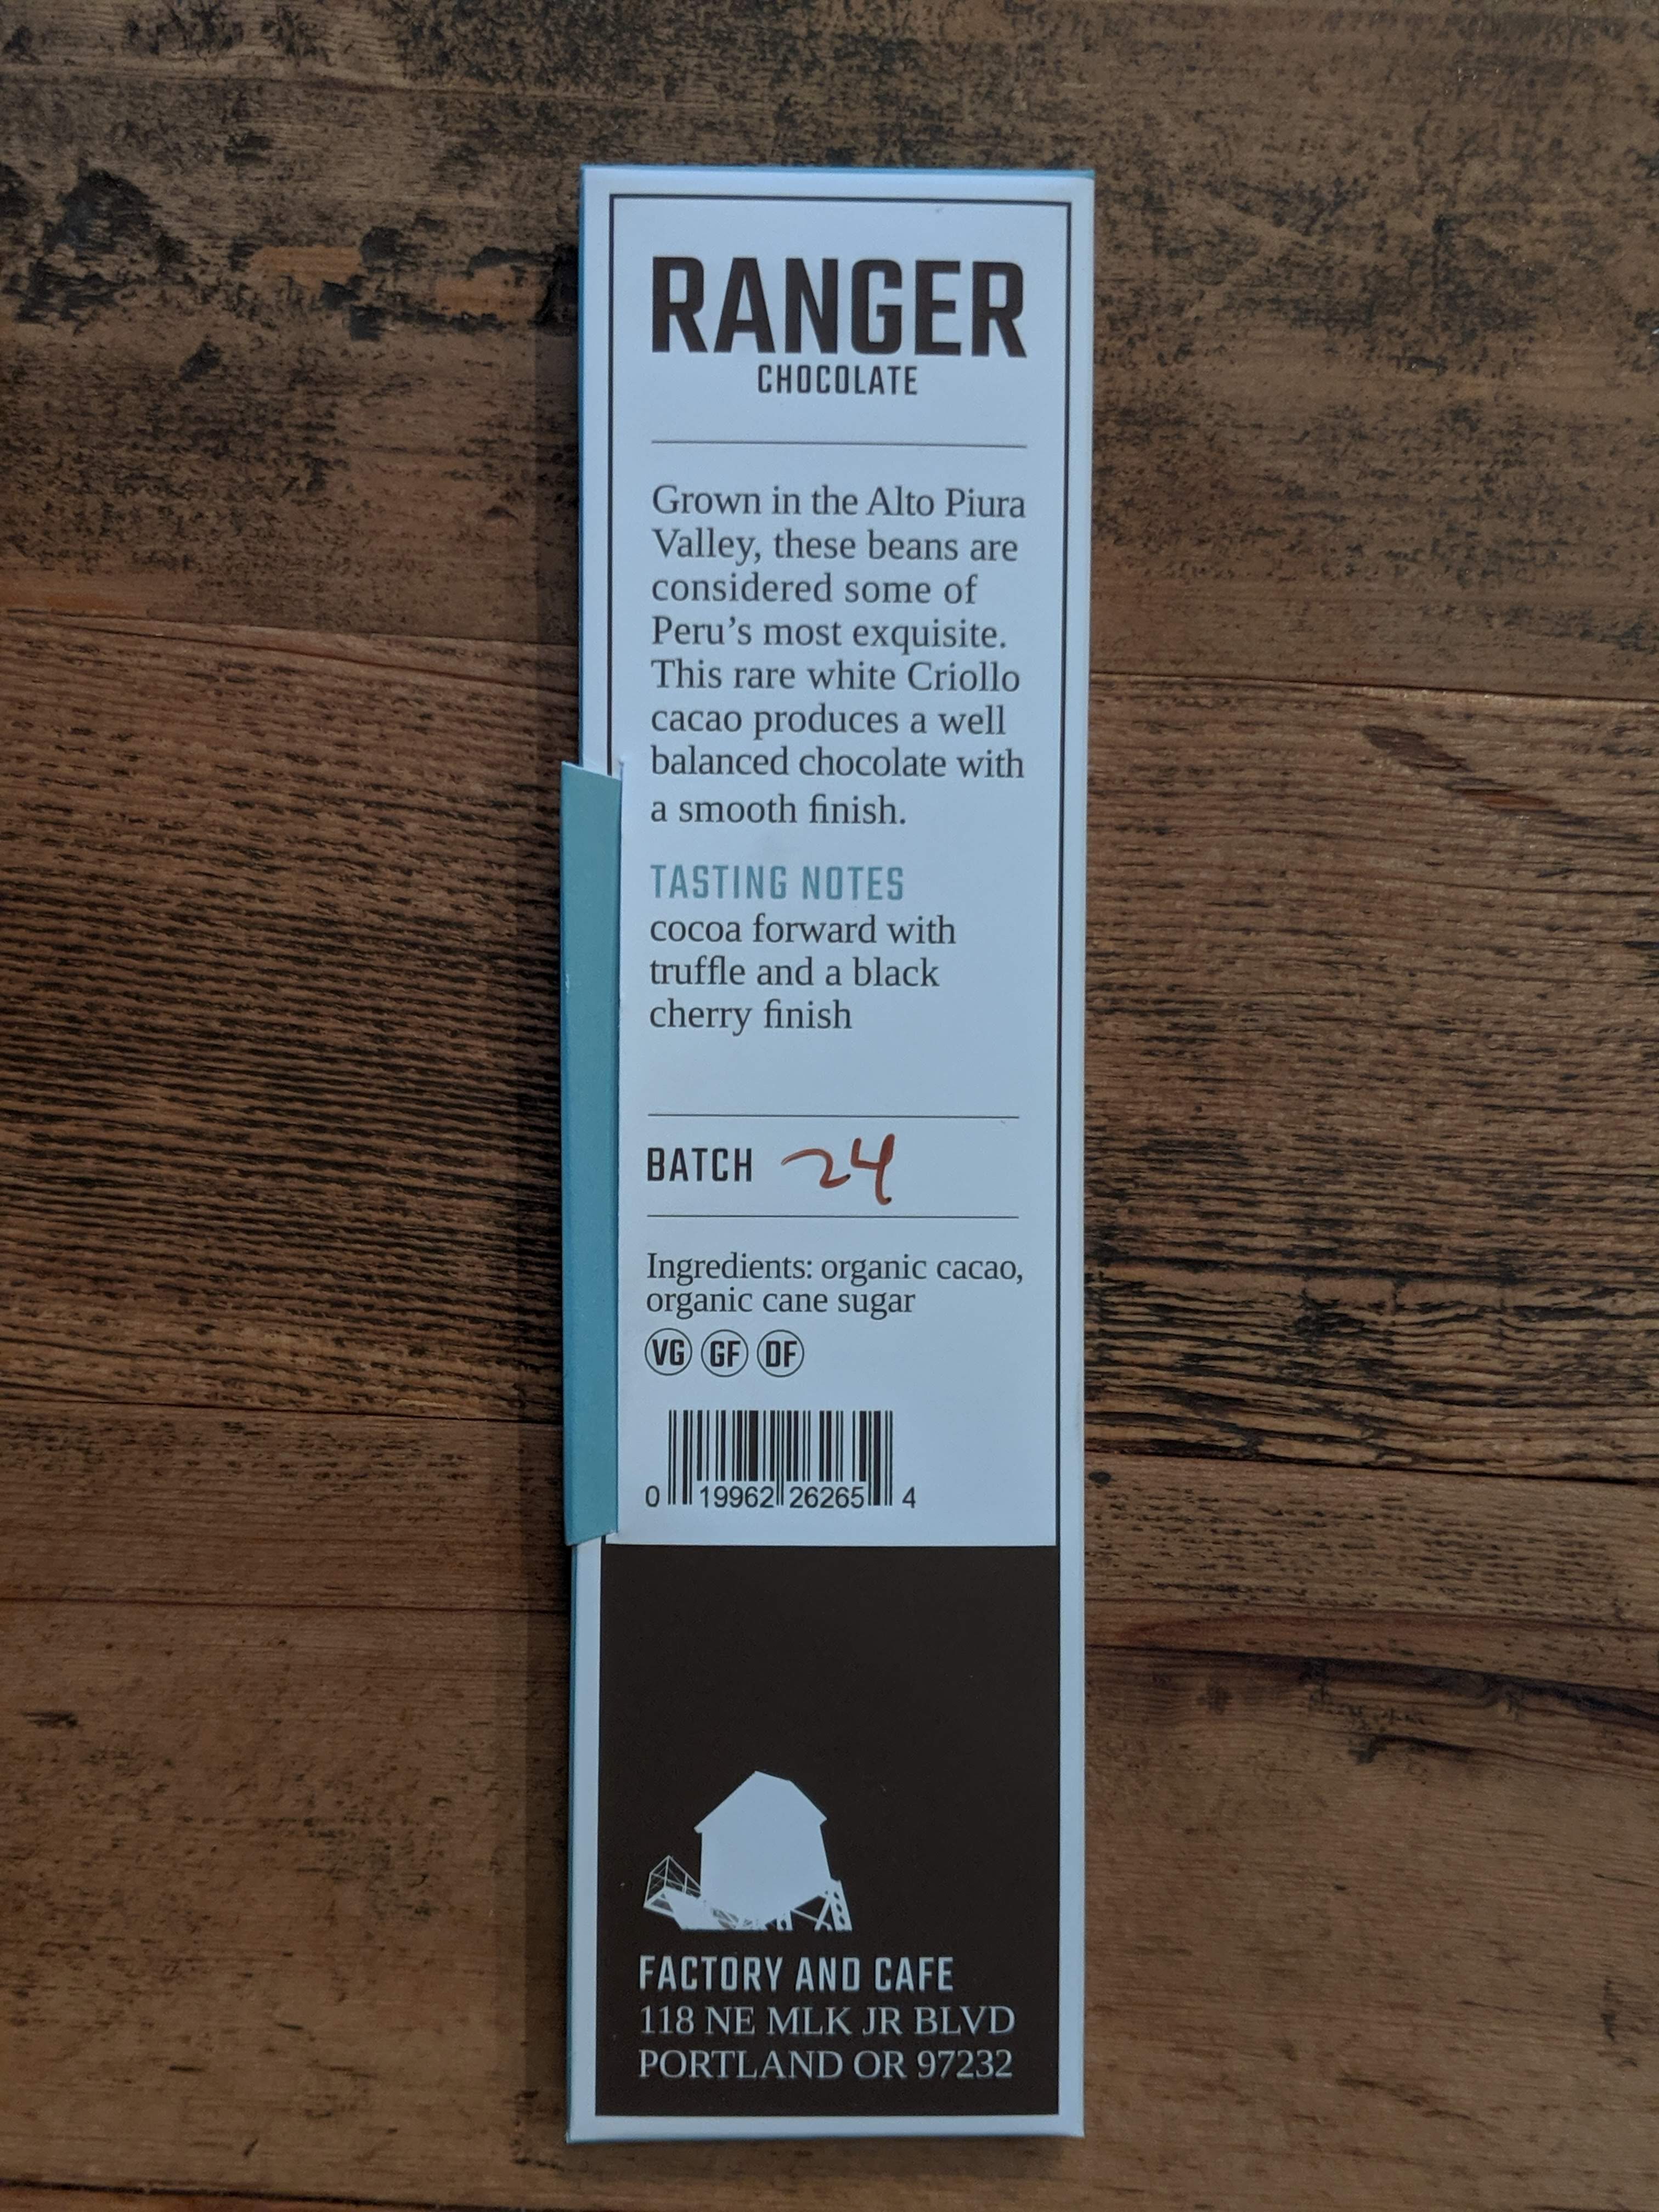 RANGER
CHOCOLATE
Grown in the Alto Piura
Valley, these beans are
considered some of
Peru’s most exquisite.
This rare white Criollo
cacao produces a well
balanced chocolate with
a smooth finish.
TASTING NOTES
cocoa forward with
truffle and a black
cherry finish
BATCH 24
Ingredients: organic cacao,
organic cane sugar
VG GF DF
0 19962 26265 4
FACTORY AND CAFE
118 NE MLK JR BLVD
PORTLAND OR 97232